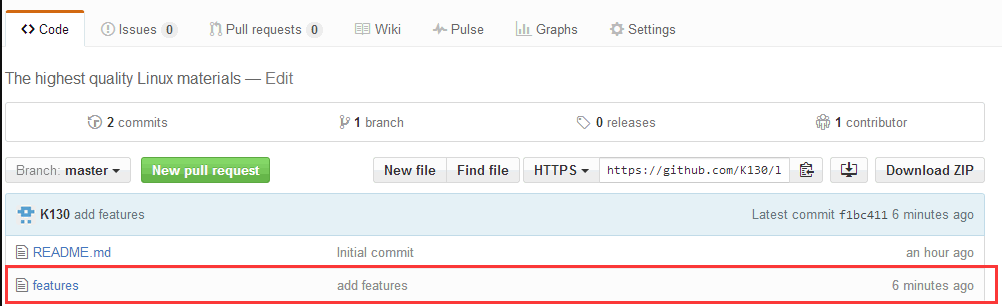 Code Issues 0 Pull requests 0 Wiki Pulse Graphs Settings
The highest quality Linux materials — Edit
2 commits 1 branch 0 releases 1 contributor
Branch: master New pull request New file Find file HTTPS https://github.com/K130/l Download ZIP
K130 add features Latest commit f1bc411 6 minutes ago
README.md Initial commit an hour ago
features add features 6 minutes ago